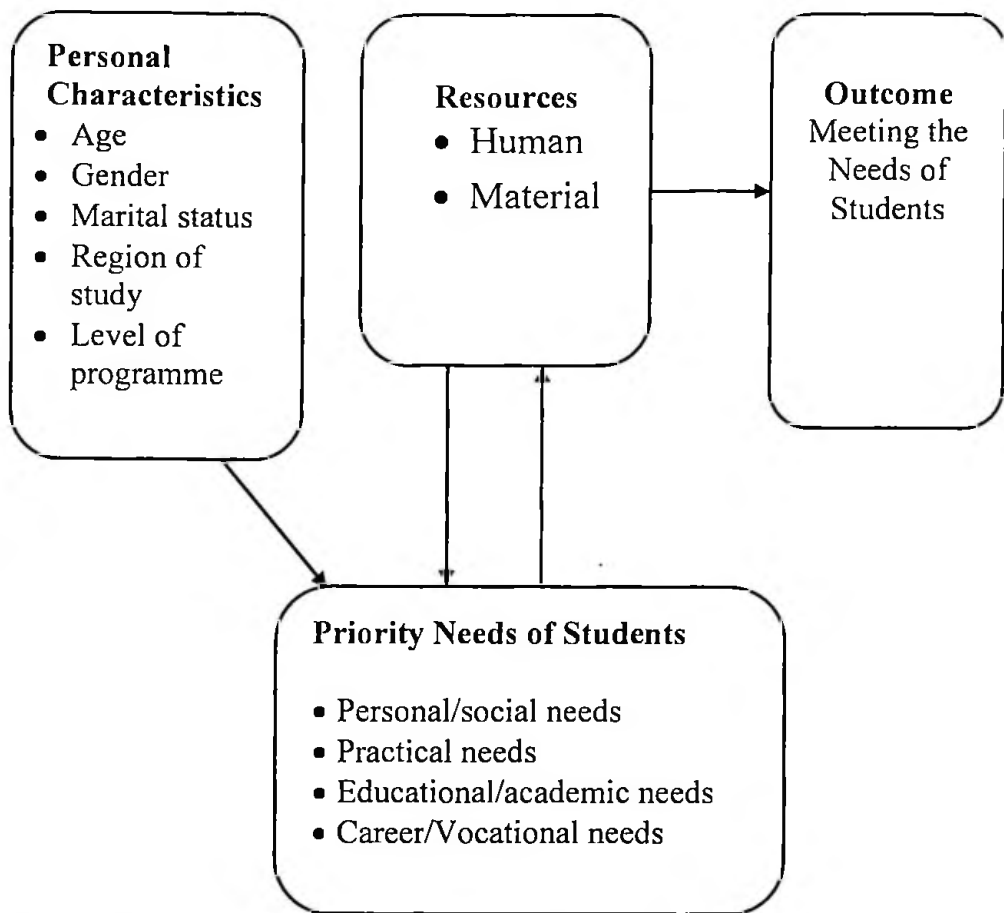 Personal
Characteristics
• Age
• Gender
• Marital status
• Region of
study
• Level of
programme
Resources
• Human
• Material
Outcome
Meeting the
Needs of
Students
Priority Needs of Students
• Personal/social needs
• Practical needs
• Educational/academic needs
• Career/Vocational needs